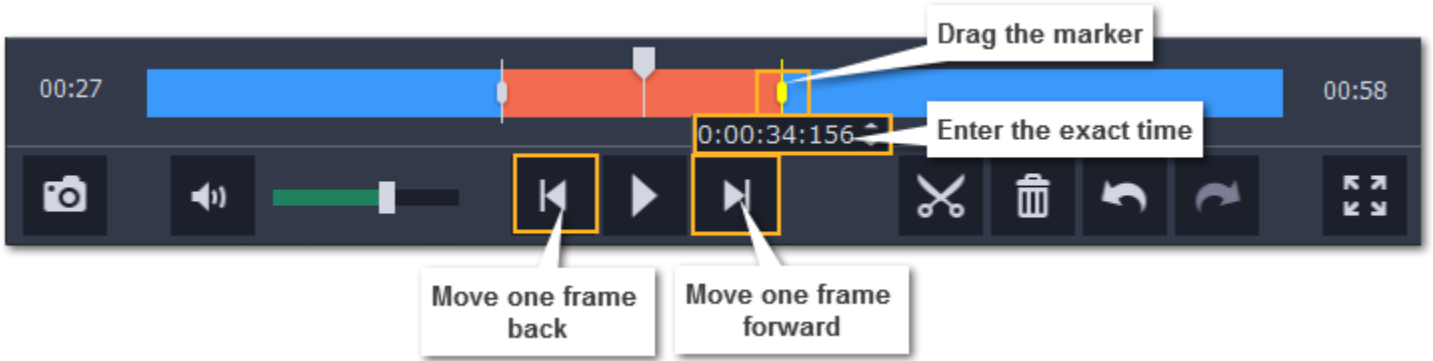 Drag the marker
00:27
00:58
0:00:34:156
Enter the exact time
Move one frame
back
Move one frame
forward